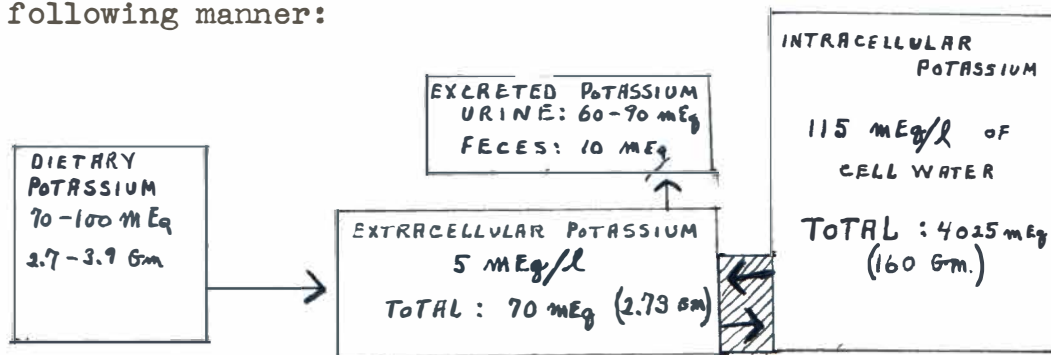 following manner:
DIETARY
POTASSIUM
70-100 mEq
2.7-3.9 Gm
EXCRETED POTASSIUM
URINE: 60-90 mEq
FECES: 10 mEq
EXTRACELLULAR POTASSIUM
5 mEq/l
TOTAL: 70 mEq (2.73 Gm)
INTRACELLULAR
POTASSIUM
115 mEq/l OF
CELL WATER
TOTAL: 4025 mEq
(160 Gm.)